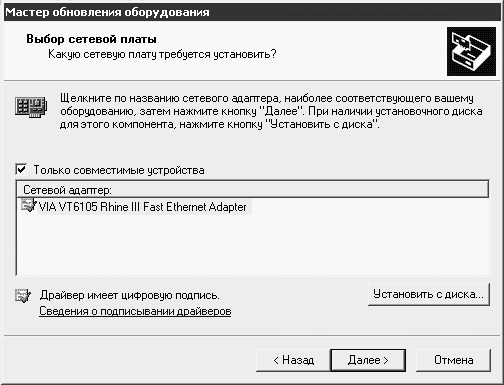 Мастер обновления оборудования
Выбор сетевой платы
Какую сетевую плату требуется установить?
Щелкните по названию сетевого адаптера, наиболее соответствующего вашему
оборудованию, затем нажмите кнопку "Далее". При наличии установочного диска
для этого компонента, нажмите кнопку "Установить с диска".
Только совместимые устройства
Сетевой адаптер:
VIA VT6105 Rhine III Fast Ethernet Adapter
Драйвер имеет цифровую подпись.
Установить с диска...
Сведения о подписывании драйверов
< Назад
Далее >
Отмена